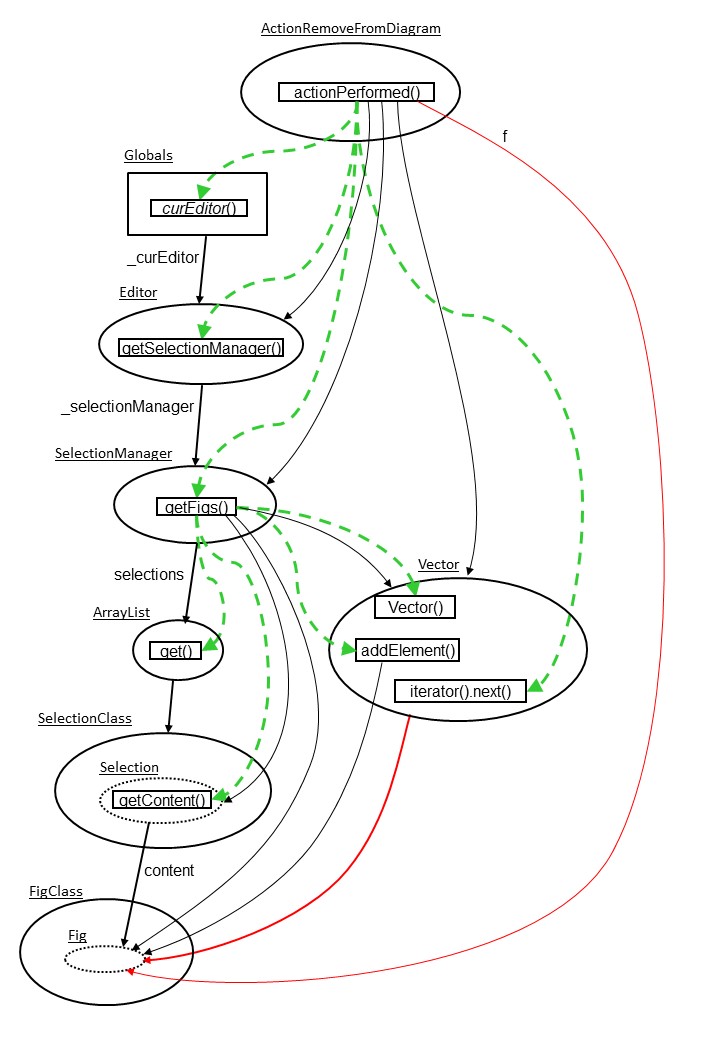 ActionRemoveFromDiagram
actionPerformed()
f
Globals
curEditor()
_curEditor
Editor
getSelectionManager()
_selectionManager
SelectionManager
getFigs()
selections
Vector
Vector()
ArrayList
get()
addElement()
iterator().next()
SelectionClass
Selection
getContent()
content
FigClass
Fig